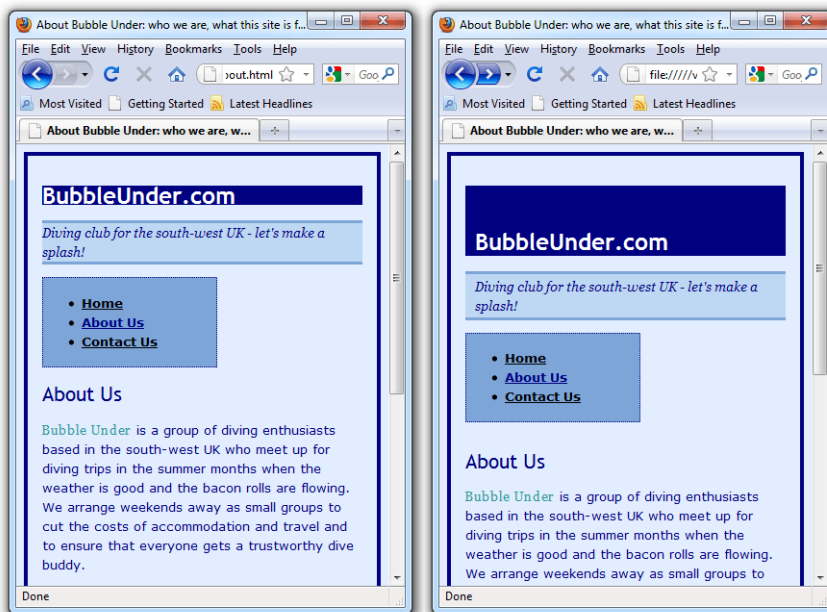 About Bubble Under: who we are, what this site is f...
File Edit View History Bookmarks Tools Help
out.html
Goo
Most Visited Getting Started Latest Headlines
About Bubble Under: who we are, w...
BubbleUnder.com
Diving club for the south-west UK - let's make a
splash!
Home
About Us
Contact Us
About Us
Bubble Under is a group of diving enthusiasts
based in the south-west UK who meet up for
diving trips in the summer months when the
weather is good and the bacon rolls are flowing.
We arrange weekends away as small groups to
cut the costs of accommodation and travel and
to ensure that everyone gets a trustworthy dive
buddy.
Done
About Bubble Under: who we are, what this site is f...
File Edit View History Bookmarks Tools Help
file://///v
Goo
Most Visited Getting Started Latest Headlines
About Bubble Under: who we are, w...
BubbleUnder.com
Diving club for the south-west UK - let's make a
splash!
Home
About Us
Contact Us
About Us
Bubble Under is a group of diving enthusiasts
based in the south-west UK who meet up for
diving trips in the summer months when the
weather is good and the bacon rolls are flowing.
We arrange weekends away as small groups to
Done